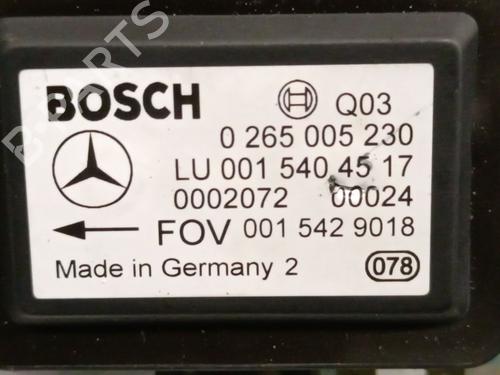 B-PARTS
BOSCH
Q03
0 265 005 230
LU 001 540 45 17
0002072 00024
FOV 001 542 9018
Made in Germany 2
078